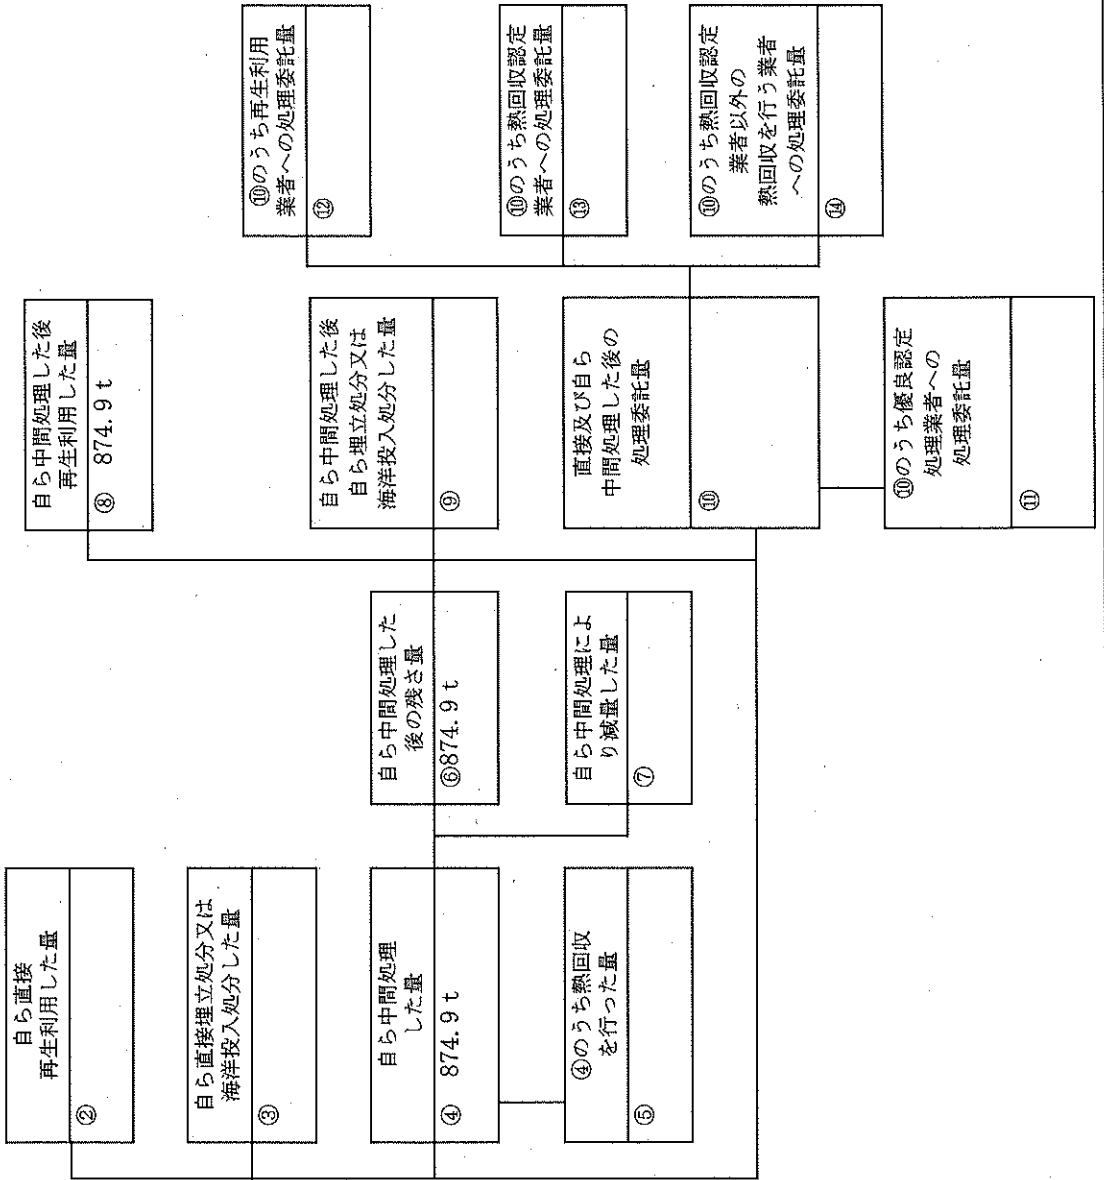 自ら直接
再生利用した量
②
自ら直接埋立処分又は
海洋投入処分した量
③
自ら中間処理
した量
④ 874.9 t
④のうち熱回収
を行った量
⑤
自ら中間処理した
後の残さ量
⑥874.9 t
自ら中間処理によ
り減量した量
⑦
自ら中間処理した後
再生利用した量
⑧ 874.9 t
自ら中間処理した後
自ら埋立処分又は
海洋投入処分した量
⑨
直接及び自ら
中間処理した後の
処理委託量
⑩
⑩のうち優良認定
処理業者への
処理委託量
⑪
⑩のうち再生利用
業者への処理委託量
⑫
⑩のうち熱回収認定
業者への処理委託量
⑬
⑩のうち熱回収認定
業者以外の
熱回収を行う業者
への処理委託量
⑭